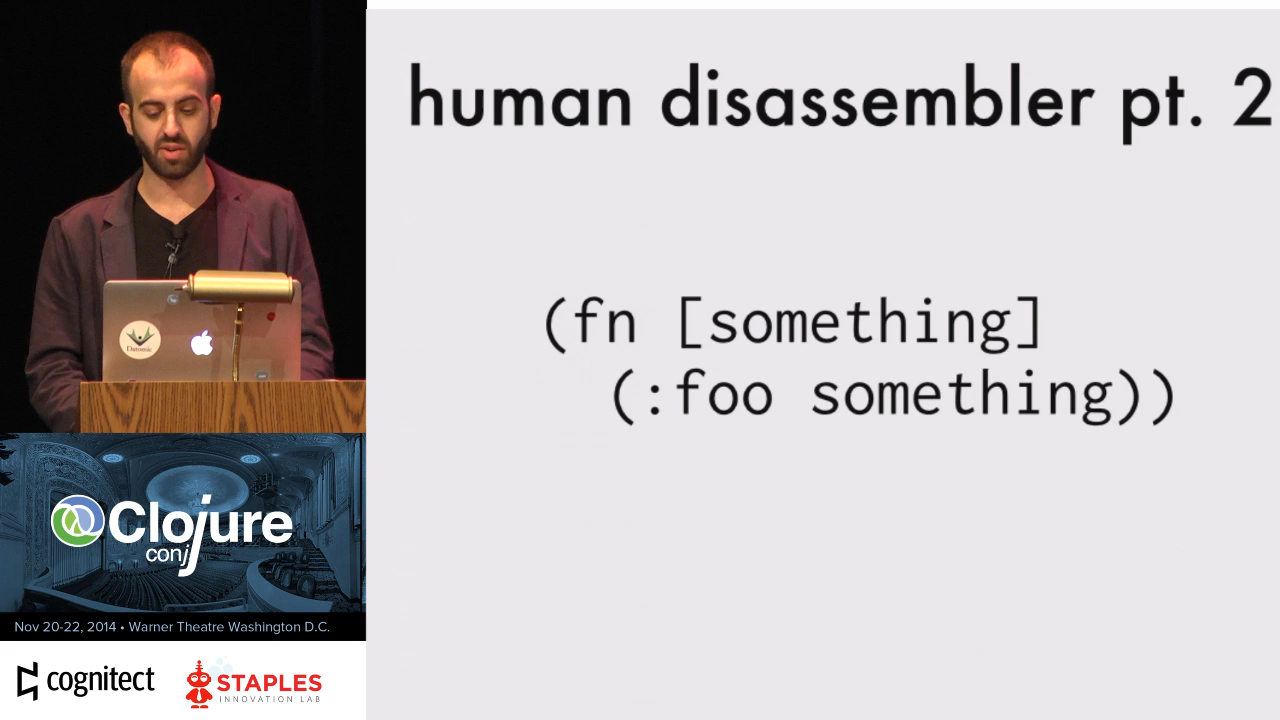 human disassembler pt. 2
(fn [something]
(:foo something))
Datomic
Clojure
conj
Nov 20-22, 2014 • Warner Theatre Washington D.C.
cognitect
STAPLES
INNOVATION LAB